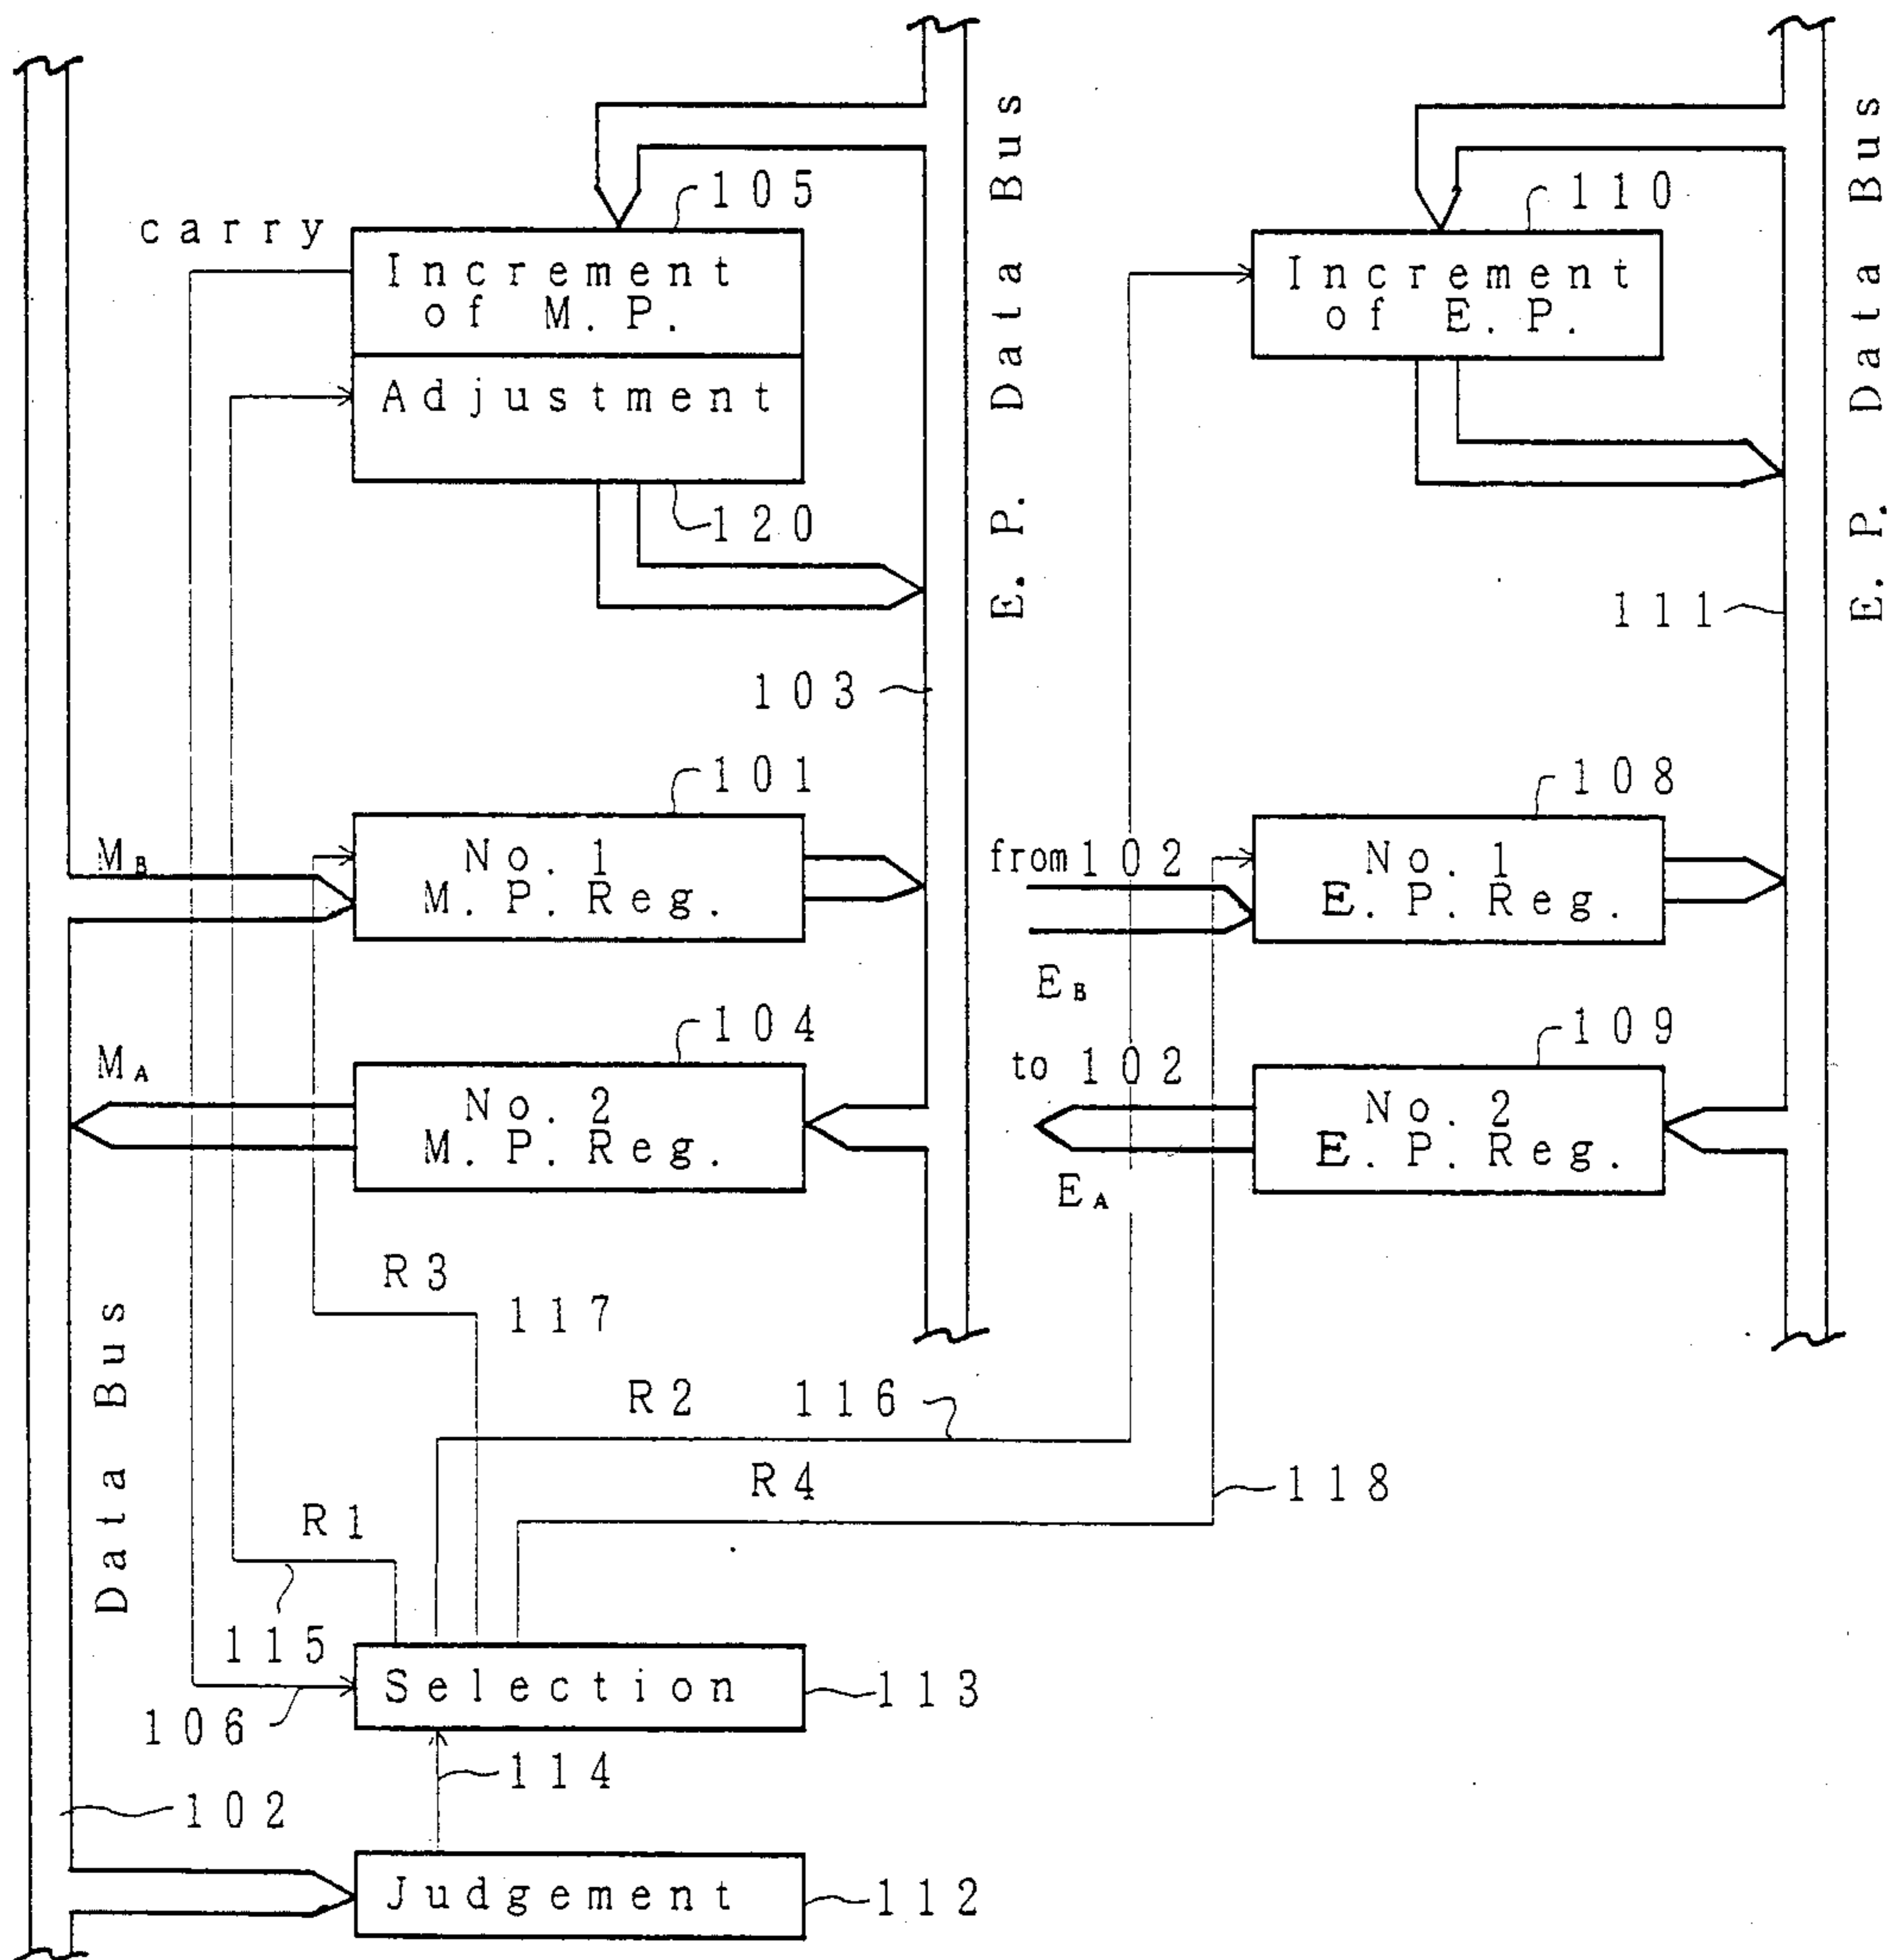 105
carry
Increment
of M. P.
Adjustment
120
E. P. Data Bus
103
110
Increment
of E. P.
E. P. Data Bus
111
101
MB
No. 1
M. P. Reg.
104
MA
No. 2
M. P. Reg.
from 102
EB
108
No. 1
E. P. Reg.
to 102
EA
109
No. 2
E. P. Reg.
R3
117
R2
116
R4
118
R1
115
Data Bus
Selection
113
106
114
102
Judgement
112